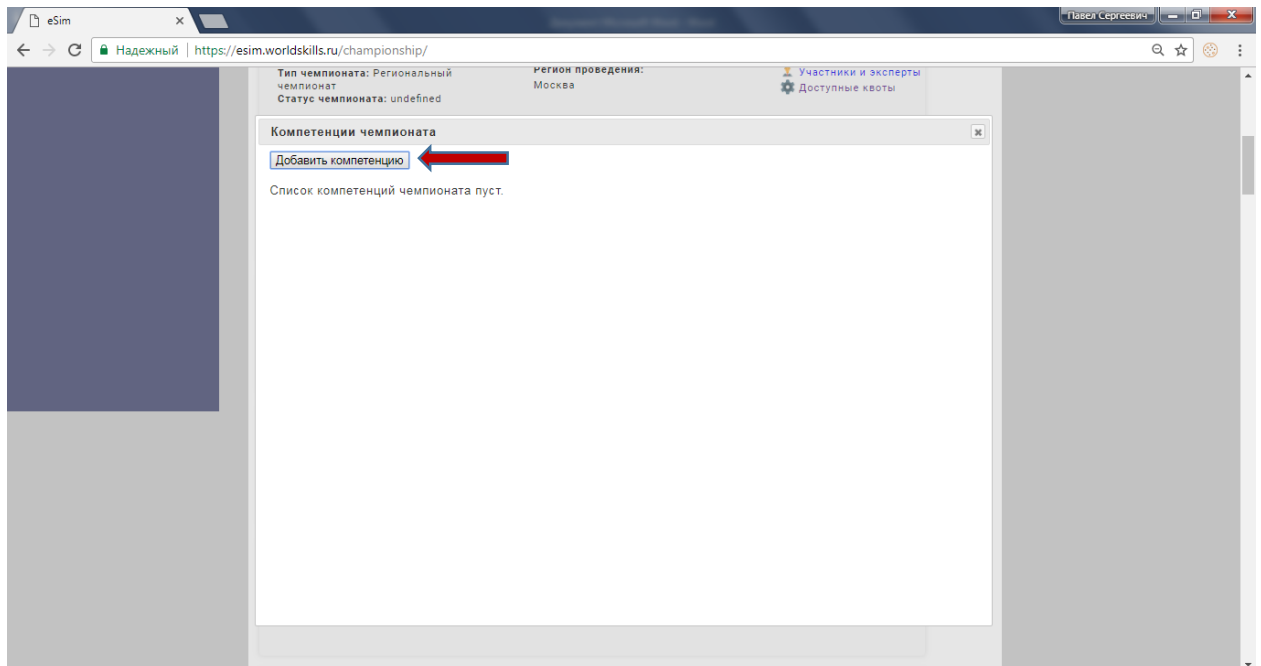 eSim
Павел Сергеевич
Надежный | https://esim.worldskills.ru/championship/
Тип чемпионата: Региональный
чемпионат
Статус чемпионата: undefined
Регион проведения:
Москва
Участники и эксперты
Доступные квоты
Компетенции чемпионата
Добавить компетенцию
Список компетенций чемпионата пуст.